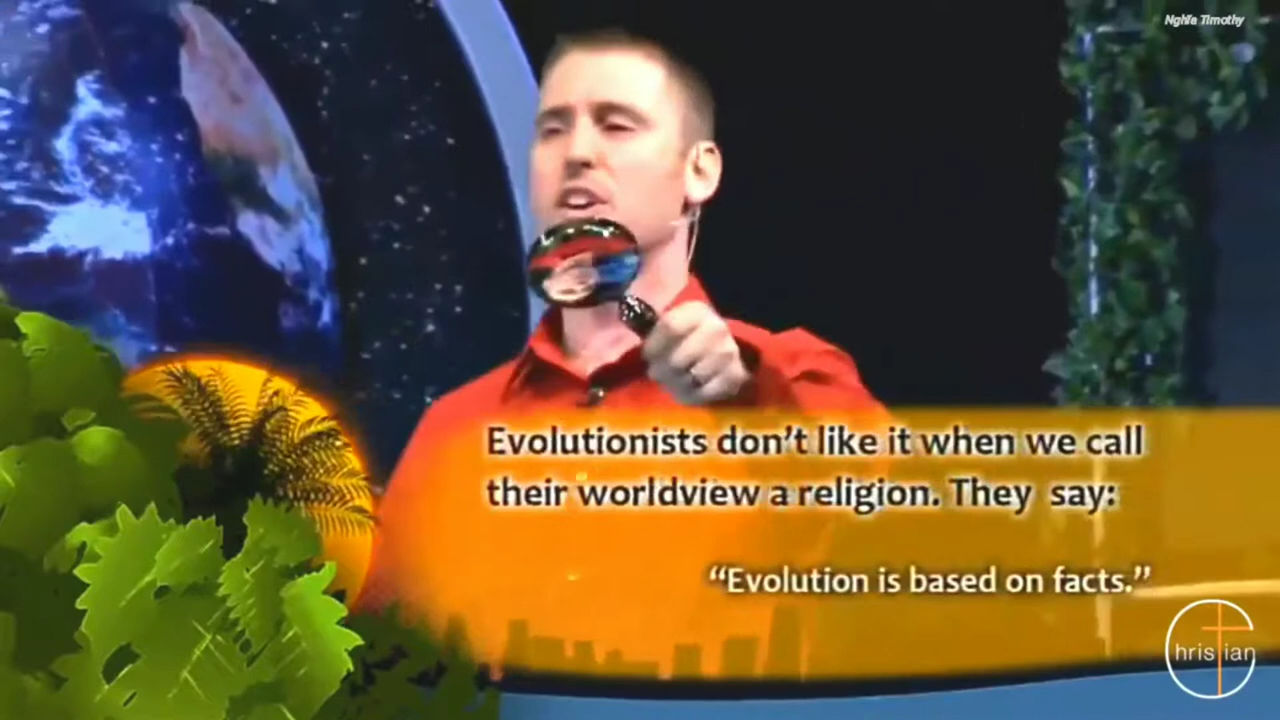 Nghĩa Timothy
Evolutionists don't like it when we call
their worldview a religion. They say:
"Evolution is based on facts."
Christian